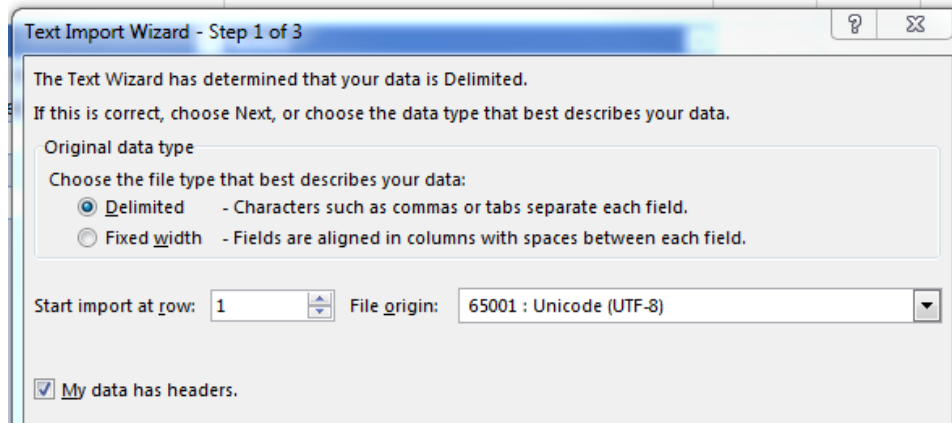 Text Import Wizard - Step 1 of 3
The Text Wizard has determined that your data is Delimited.
If this is correct, choose Next, or choose the data type that best describes your data.
Original data type
Choose the file type that best describes your data:
Delimited - Characters such as commas or tabs separate each field.
Fixed width - Fields are aligned in columns with spaces between each field.
Start import at row: 1 File origin: 65001 : Unicode (UTF-8)
My data has headers.